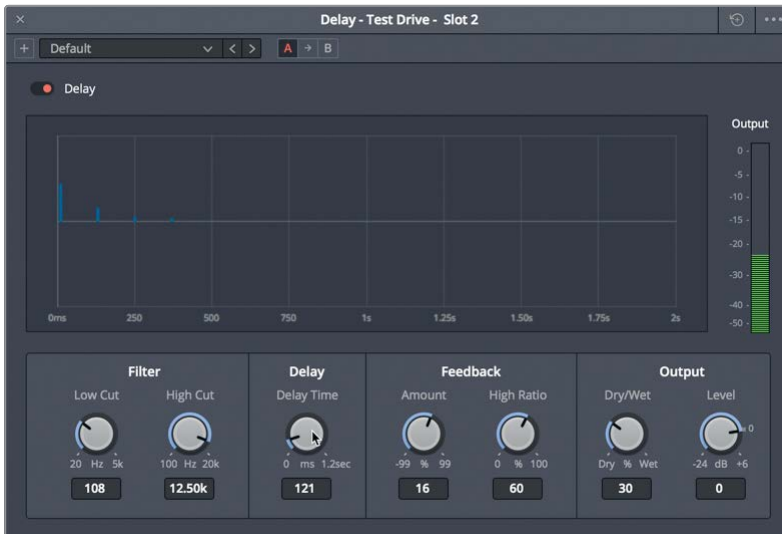 Delay - Test Drive - Slot 2
Default
A B
Delay
Output
0
-5
-10
-15
-20
-30
-40
-50
0ms 250 500 750 1s 1.25s 1.50s 1.75s 2s
Filter Delay Feedback Output
Low Cut High Cut Delay Time Amount High Ratio Dry/Wet Level
0
20 Hz 5k 100 Hz 20k 0 ms 1.2sec -99 % 99 0 % 100 Dry % Wet -24 dB +6
108 12.50k 121 16 60 30 0